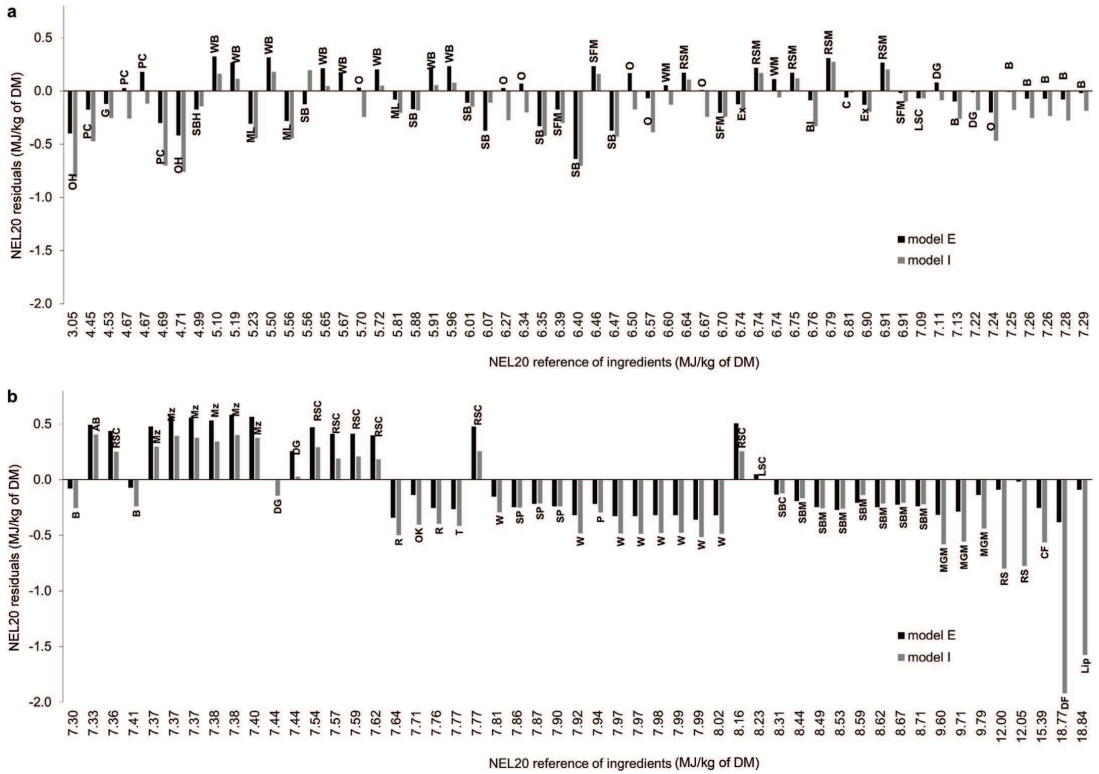 a
NEL20 residuals (MJ/kg of DM)
0.5
0.0
-0.5
-1.0
-1.5
-2.0
OH PC G PC PC PC OH SBH WB WB ML WB ML SB WB WB O WB ML SB WB WB SB SB O O SB SFM SB SFM SB O O WM RSM O SFM Ex RSM WM RSM BI RSM C Ex RSM SFM LSC DG B DG O B B B B B
model E
model I
3.05 4.45 4.53 4.67 4.67 4.69 4.71 4.99 5.10 5.19 5.23 5.50 5.56 5.56 5.65 5.67 5.70 5.72 5.81 5.88 5.91 5.96 6.01 6.07 6.27 6.34 6.35 6.39 6.40 6.46 6.47 6.50 6.57 6.60 6.64 6.67 6.70 6.74 6.74 6.74 6.75 6.76 6.79 6.81 6.90 6.91 6.91 7.09 7.11 7.13 7.22 7.24 7.25 7.26 7.26 7.28 7.29
NEL20 reference of ingredients (MJ/kg of DM)
b
NEL20 residuals (MJ/kg of DM)
0.5
0.0
-0.5
-1.0
-1.5
-2.0
B AB RSC B Mz Mz Mz Mz Mz Mz DG DG RSC RSC RSC RSC R OK R T RSC W SP SP SP W P W W W W W W RSC LSC SBC SBM SBM SBM SBM SBM SBM SBM MGM MGM MGM RS RS CF DF Lip
model E
model I
7.30 7.33 7.36 7.41 7.37 7.37 7.37 7.38 7.38 7.40 7.44 7.44 7.54 7.57 7.59 7.62 7.64 7.71 7.76 7.77 7.77 7.81 7.86 7.87 7.90 7.92 7.94 7.97 7.97 7.98 7.99 7.99 8.02 8.16 8.23 8.31 8.44 8.49 8.53 8.59 8.62 8.67 8.71 9.60 9.71 9.79 12.00 12.05 15.39 18.77 18.84
NEL20 reference of ingredients (MJ/kg of DM)